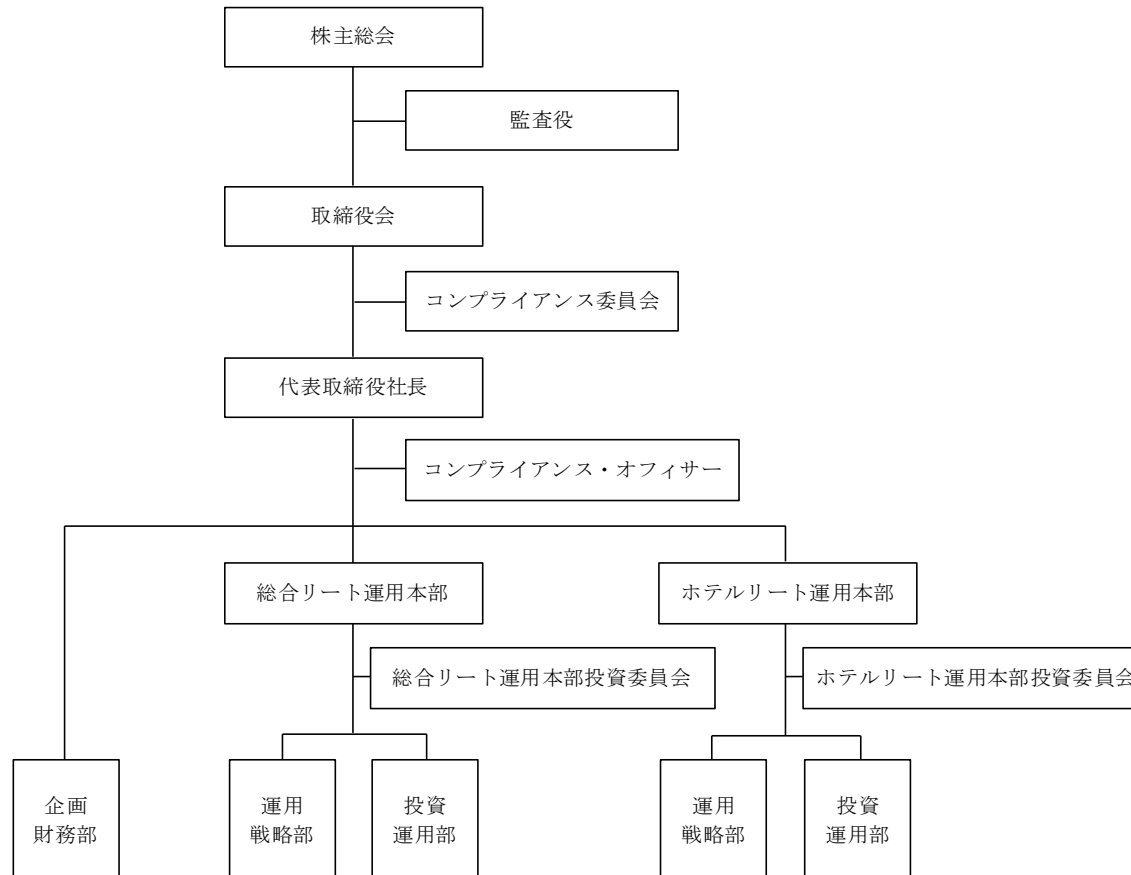 株主総会
監査役
取締役会
コンプライアンス委員会
代表取締役社長
コンプライアンス・オフィサー
総合リート運用本部
ホテルリート運用本部
総合リート運用本部投資委員会
ホテルリート運用本部投資委員会
企画
財務部
運用
戦略部
投資
運用部
運用
戦略部
投資
運用部